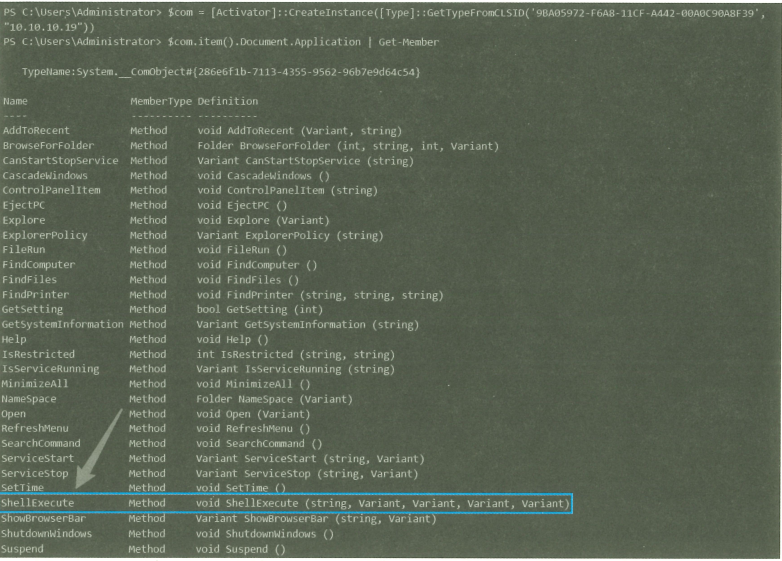 PS C:\Users\Administrator> $com = [Activator]::CreateInstance([Type]::GetTypeFromCLSID('9BA05972-F6A8-11CF-A442-00A0C90A8F39',
"10.10.10.19"))
PS C:\Users\Administrator> $com.item().Document.Application | Get-Member
TypeName:System.__ComObject#{286e6f1b-7113-4355-9562-96b7e9d64c54}
Name MemberType Definition
---- ---------- ----------
AddToRecent Method void AddToRecent (Variant, string)
BrowseForFolder Method Folder BrowseForFolder (int, string, int, Variant)
CanStartStopService Method Variant CanStartStopService (string)
CascadeWindows Method void CascadeWindows ()
ControlPanelItem Method void ControlPanelItem (string)
EjectPC Method void EjectPC ()
Explore Method void Explore (Variant)
ExplorerPolicy Method Variant ExplorerPolicy (string)
FileRun Method void FileRun ()
FindComputer Method void FindComputer ()
FindFiles Method void FindFiles ()
FindPrinter Method void FindPrinter (string, string, string)
GetSetting Method bool GetSetting (int)
GetSystemInformation Method Variant GetSystemInformation (string)
Help Method void Help ()
IsRestricted Method int IsRestricted (string, string)
IsServiceRunning Method Variant IsServiceRunning (string)
MinimizeAll Method void MinimizeAll ()
NameSpace Method Folder NameSpace (Variant)
Open Method void Open (Variant)
RefreshMenu Method void RefreshMenu ()
SearchCommand Method void SearchCommand ()
ServiceStart Method Variant ServiceStart (string, Variant)
ServiceStop Method Variant ServiceStop (string, Variant)
SetTime Method void SetTime ()
ShellExecute Method void ShellExecute (string, Variant, Variant, Variant, Variant)
ShowBrowserBar Method Variant ShowBrowserBar (string, Variant)
ShutdownWindows Method void ShutdownWindows ()
Suspend Method void Suspend ()